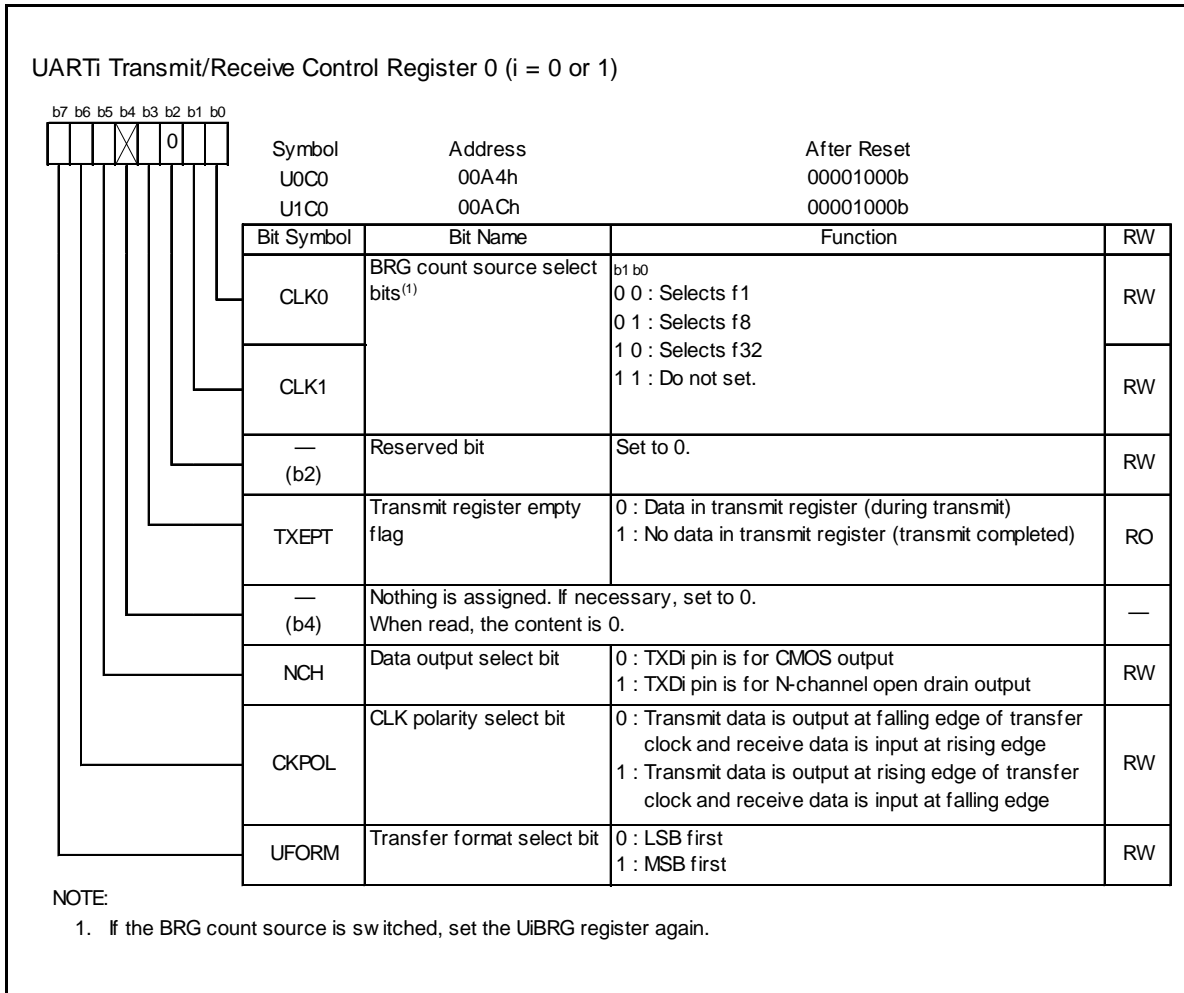 UARTi Transmit/Receive Control Register 0 (i = 0 or 1)
b7 b6 b5 b4 b3 b2 b1 b0
0
Symbol Address After Reset
U0C0 00A4h 00001000b
U1C0 00ACh 00001000b
Bit Symbol Bit Name Function RW
CLK0
BRG count source select
bits(1)
b1 b0
0 0 : Selects f1
0 1 : Selects f8
1 0 : Selects f32
1 1 : Do not set.
RW
CLK1
RW
—
(b2)
Reserved bit
Set to 0.
RW
TXEPT
Transmit register empty
flag
0 : Data in transmit register (during transmit)
1 : No data in transmit register (transmit completed)
RO
—
(b4)
Nothing is assigned. If necessary, set to 0.
When read, the content is 0.
—
NCH
Data output select bit
0 : TXDi pin is for CMOS output
1 : TXDi pin is for N-channel open drain output
RW
CKPOL
CLK polarity select bit
0 : Transmit data is output at falling edge of transfer
clock and receive data is input at rising edge
1 : Transmit data is output at rising edge of transfer
clock and receive data is input at falling edge
RW
UFORM
Transfer format select bit
0 : LSB first
1 : MSB first
RW
NOTE:
1. If the BRG count source is switched, set the UiBRG register again.